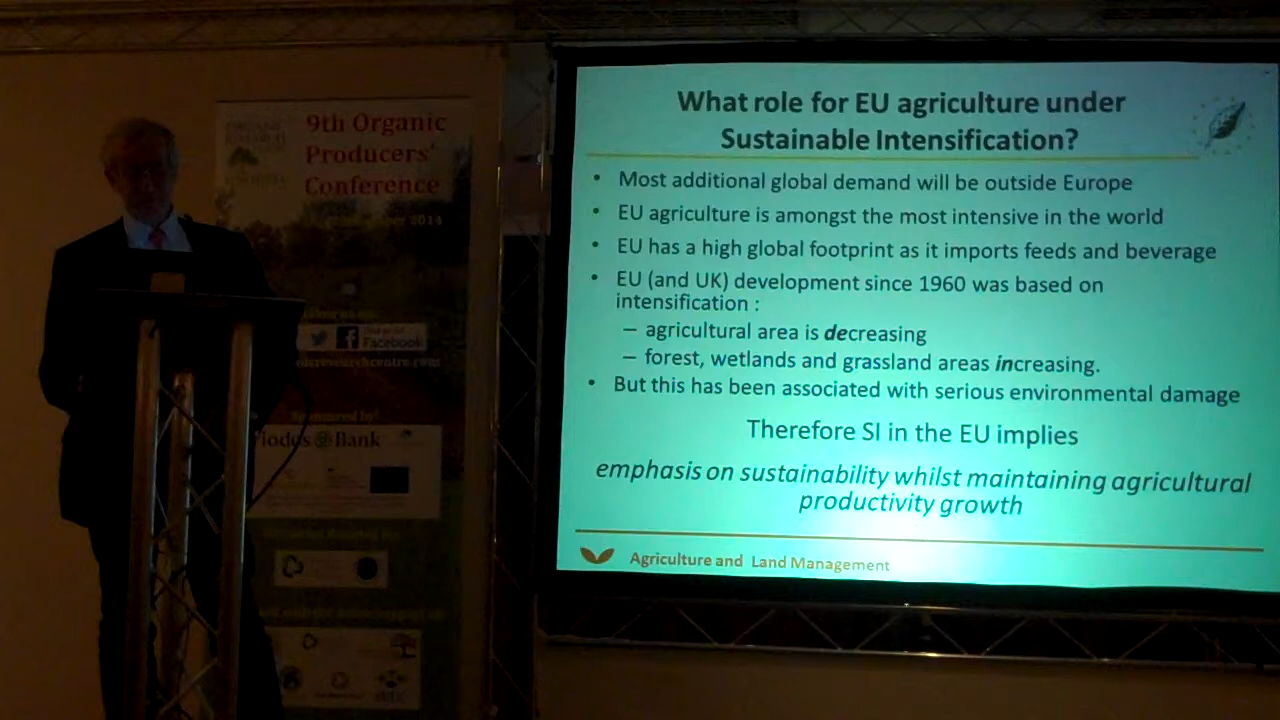 9th Organic
Producers'
Conference
2014
Facebook
Sponsored by:
Bank
What role for EU agriculture under
Sustainable Intensification?
• Most additional global demand will be outside Europe
• EU agriculture is amongst the most intensive in the world
• EU has a high global footprint as it imports feeds and beverage
• EU (and UK) development since 1960 was based on
intensification :
– agricultural area is decreasing
– forest, wetlands and grassland areas increasing.
• But this has been associated with serious environmental damage
Therefore SI in the EU implies
emphasis on sustainability whilst maintaining agricultural
productivity growth
Agriculture and Land Management